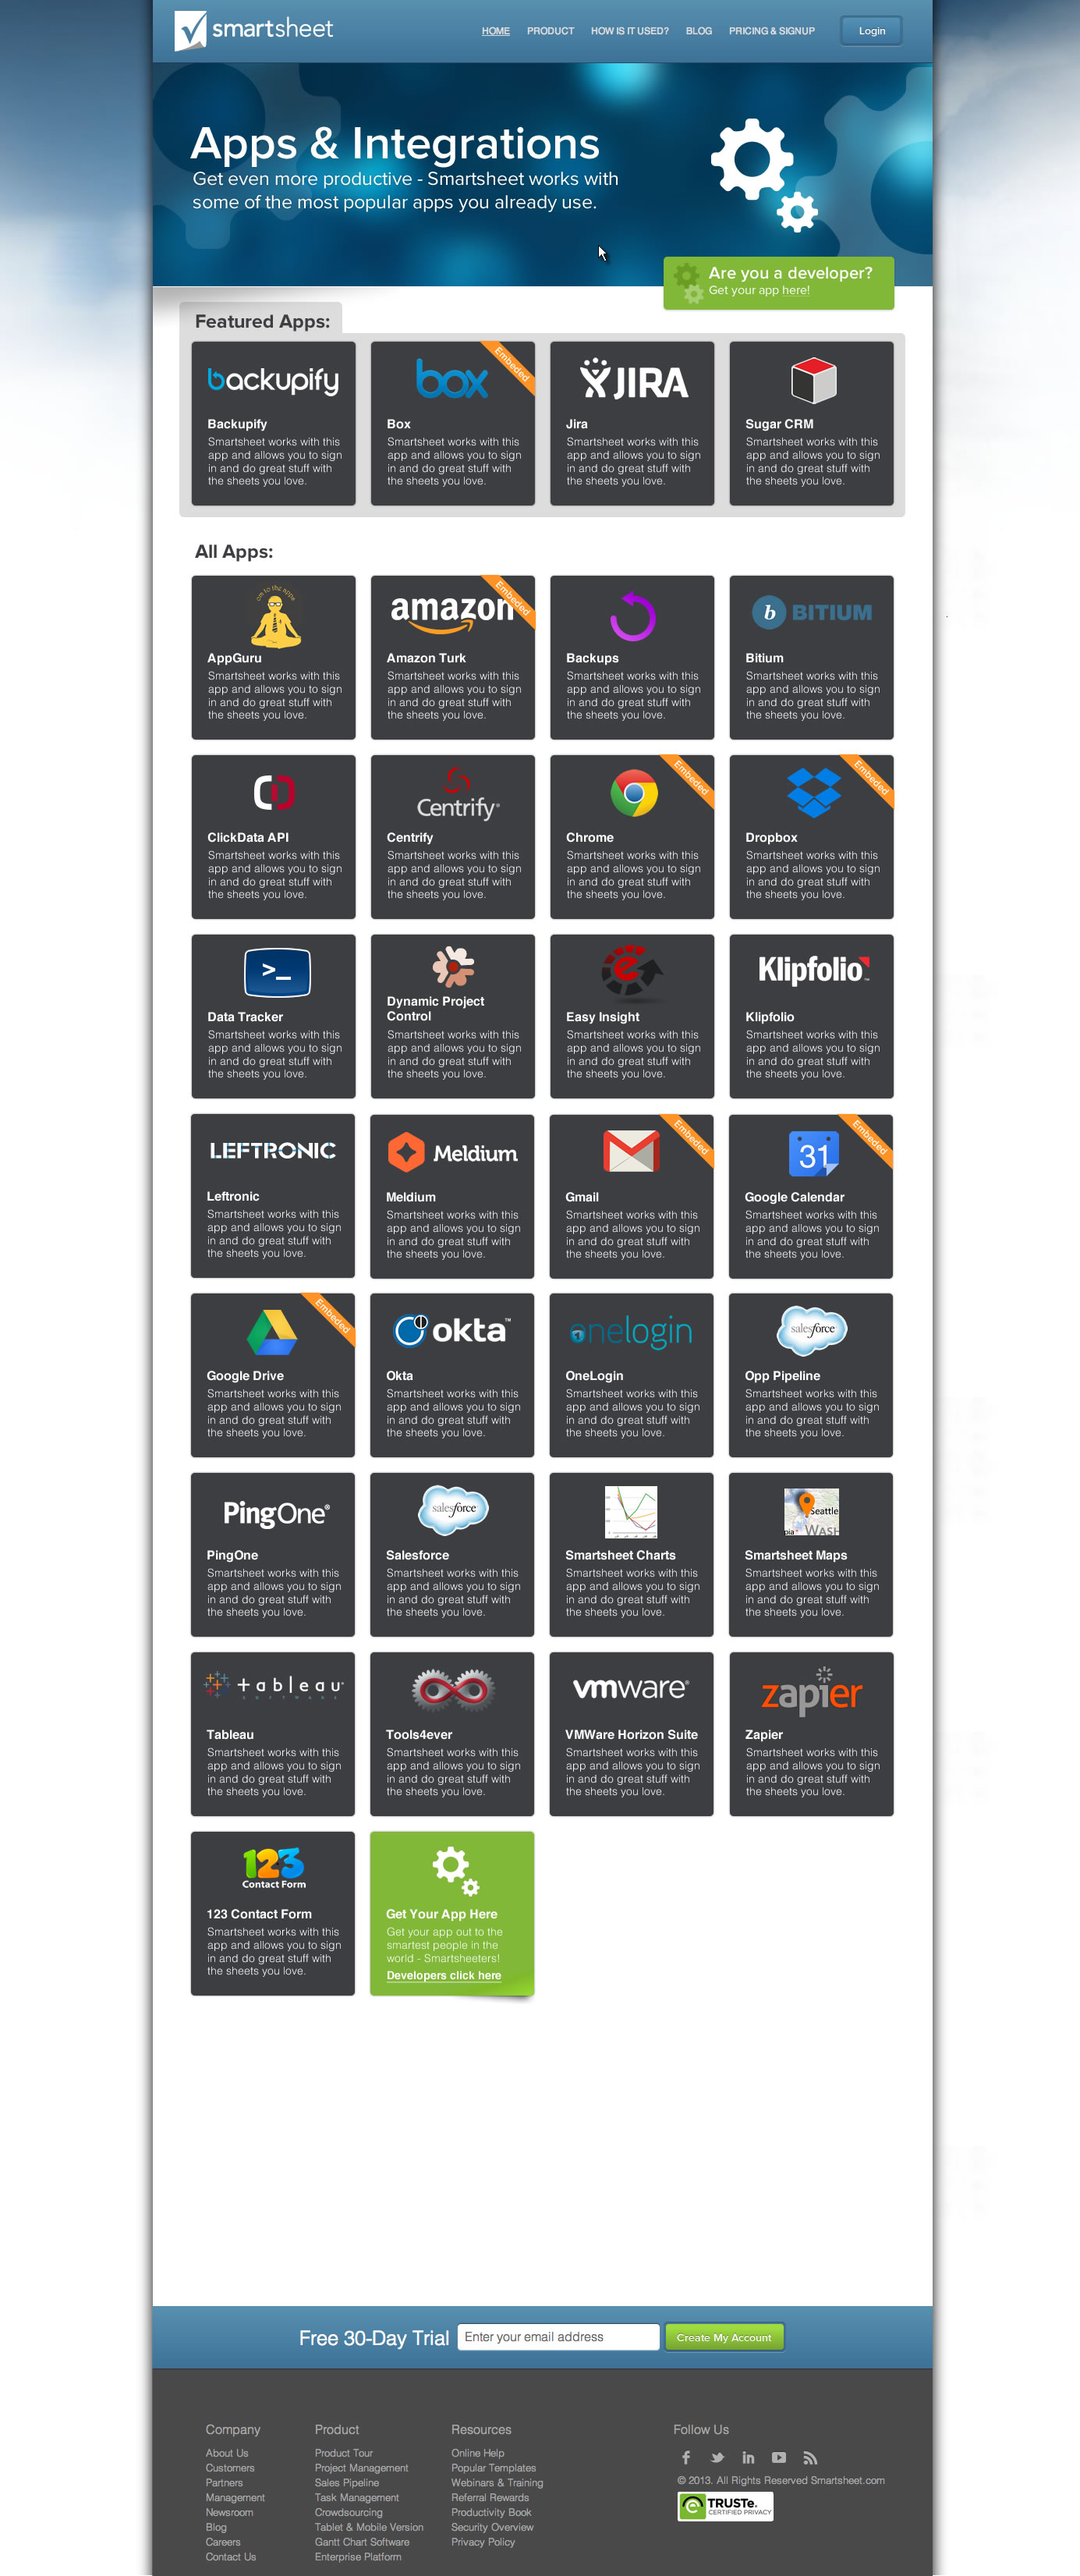 smartsheet
HOME PRODUCT HOW IS IT USED? BLOG PRICING & SIGNUP Login
Apps & Integrations
Get even more productive - Smartsheet works with
some of the most popular apps you already use.
Are you a developer?
Get your app here!
Featured Apps:
backupify
Backupify
Smartsheet works with this
app and allows you to sign
in and do great stuff with
the sheets you love.
box
Embeded
Box
Smartsheet works with this
app and allows you to sign
in and do great stuff with
the sheets you love.
JIRA
Jira
Smartsheet works with this
app and allows you to sign
in and do great stuff with
the sheets you love.
Sugar CRM
Smartsheet works with this
app and allows you to sign
in and do great stuff with
the sheets you love.
All Apps:
om to the apps
AppGuru
Smartsheet works with this
app and allows you to sign
in and do great stuff with
the sheets you love.
amazon
Embeded
Amazon Turk
Smartsheet works with this
app and allows you to sign
in and do great stuff with
the sheets you love.
Backups
Smartsheet works with this
app and allows you to sign
in and do great stuff with
the sheets you love.
b BITIUM
Bitium
Smartsheet works with this
app and allows you to sign
in and do great stuff with
the sheets you love.
ClickData API
Smartsheet works with this
app and allows you to sign
in and do great stuff with
the sheets you love.
Centrify®
Centrify
Smartsheet works with this
app and allows you to sign
in and do great stuff with
the sheets you love.
Embeded
Chrome
Smartsheet works with this
app and allows you to sign
in and do great stuff with
the sheets you love.
Embeded
Dropbox
Smartsheet works with this
app and allows you to sign
in and do great stuff with
the sheets you love.
>_
Data Tracker
Smartsheet works with this
app and allows you to sign
in and do great stuff with
the sheets you love.
Dynamic Project
Control
Smartsheet works with this
app and allows you to sign
in and do great stuff with
the sheets you love.
e
Easy Insight
Smartsheet works with this
app and allows you to sign
in and do great stuff with
the sheets you love.
Klipfolio
Klipfolio
Smartsheet works with this
app and allows you to sign
in and do great stuff with
the sheets you love.
LEFTRONIC
Leftronic
Smartsheet works with this
app and allows you to sign
in and do great stuff with
the sheets you love.
Meldium
Meldium
Smartsheet works with this
app and allows you to sign
in and do great stuff with
the sheets you love.
Embeded
Gmail
Smartsheet works with this
app and allows you to sign
in and do great stuff with
the sheets you love.
31
Embeded
Google Calendar
Smartsheet works with this
app and allows you to sign
in and do great stuff with
the sheets you love.
Embeded
Google Drive
Smartsheet works with this
app and allows you to sign
in and do great stuff with
the sheets you love.
okta™
Okta
Smartsheet works with this
app and allows you to sign
in and do great stuff with
the sheets you love.
onelogin
OneLogin
Smartsheet works with this
app and allows you to sign
in and do great stuff with
the sheets you love.
salesforce
Opp Pipeline
Smartsheet works with this
app and allows you to sign
in and do great stuff with
the sheets you love.
PingOne®
PingOne
Smartsheet works with this
app and allows you to sign
in and do great stuff with
the sheets you love.
salesforce
Salesforce
Smartsheet works with this
app and allows you to sign
in and do great stuff with
the sheets you love.
Smartsheet Charts
Smartsheet works with this
app and allows you to sign
in and do great stuff with
the sheets you love.
Seattle
pia WASH
Smartsheet Maps
Smartsheet works with this
app and allows you to sign
in and do great stuff with
the sheets you love.
tableau
SOFTWARE
Tableau
Smartsheet works with this
app and allows you to sign
in and do great stuff with
the sheets you love.
Tools4ever
Smartsheet works with this
app and allows you to sign
in and do great stuff with
the sheets you love.
vmware®
VMWare Horizon Suite
Smartsheet works with this
app and allows you to sign
in and do great stuff with
the sheets you love.
zapier
Zapier
Smartsheet works with this
app and allows you to sign
in and do great stuff with
the sheets you love.
123
Contact Form
123 Contact Form
Smartsheet works with this
app and allows you to sign
in and do great stuff with
the sheets you love.
Get Your App Here
Get your app out to the
smartest people in the
world - Smartsheeters!
Developers click here
Free 30-Day Trial Enter your email address Create My Account
Company
About Us
Customers
Partners
Management
Newsroom
Blog
Careers
Contact Us
Product
Product Tour
Project Management
Sales Pipeline
Task Management
Crowdsourcing
Tablet & Mobile Version
Gantt Chart Software
Enterprise Platform
Resources
Online Help
Popular Templates
Webinars & Training
Referral Rewards
Productivity Book
Security Overview
Privacy Policy
Follow Us
© 2013. All Rights Reserved Smartsheet.com
TRUSTe.
CERTIFIED PRIVACY